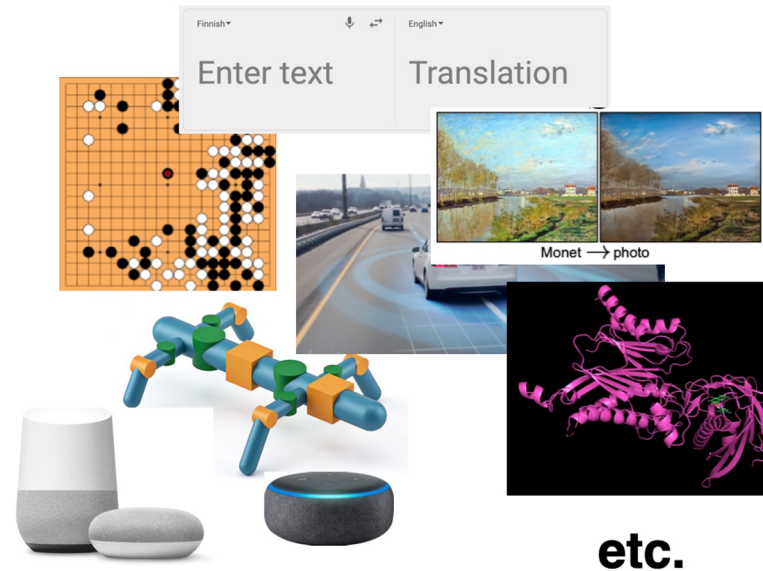 Finnish
English
Enter text
Translation
Monet → photo
etc.